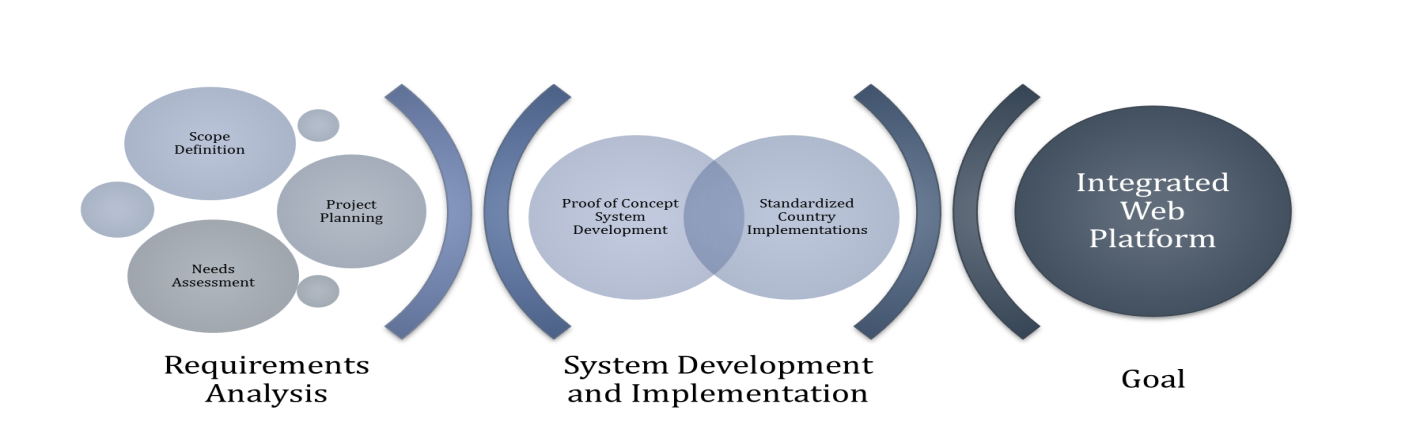 Scope
Definition
Project
Planning
Needs
Assessment
Requirements
Analysis
Proof of Concept
System
Development
Standardized
Country
Implementations
System Development
and Implementation
Integrated
Web
Platform
Goal